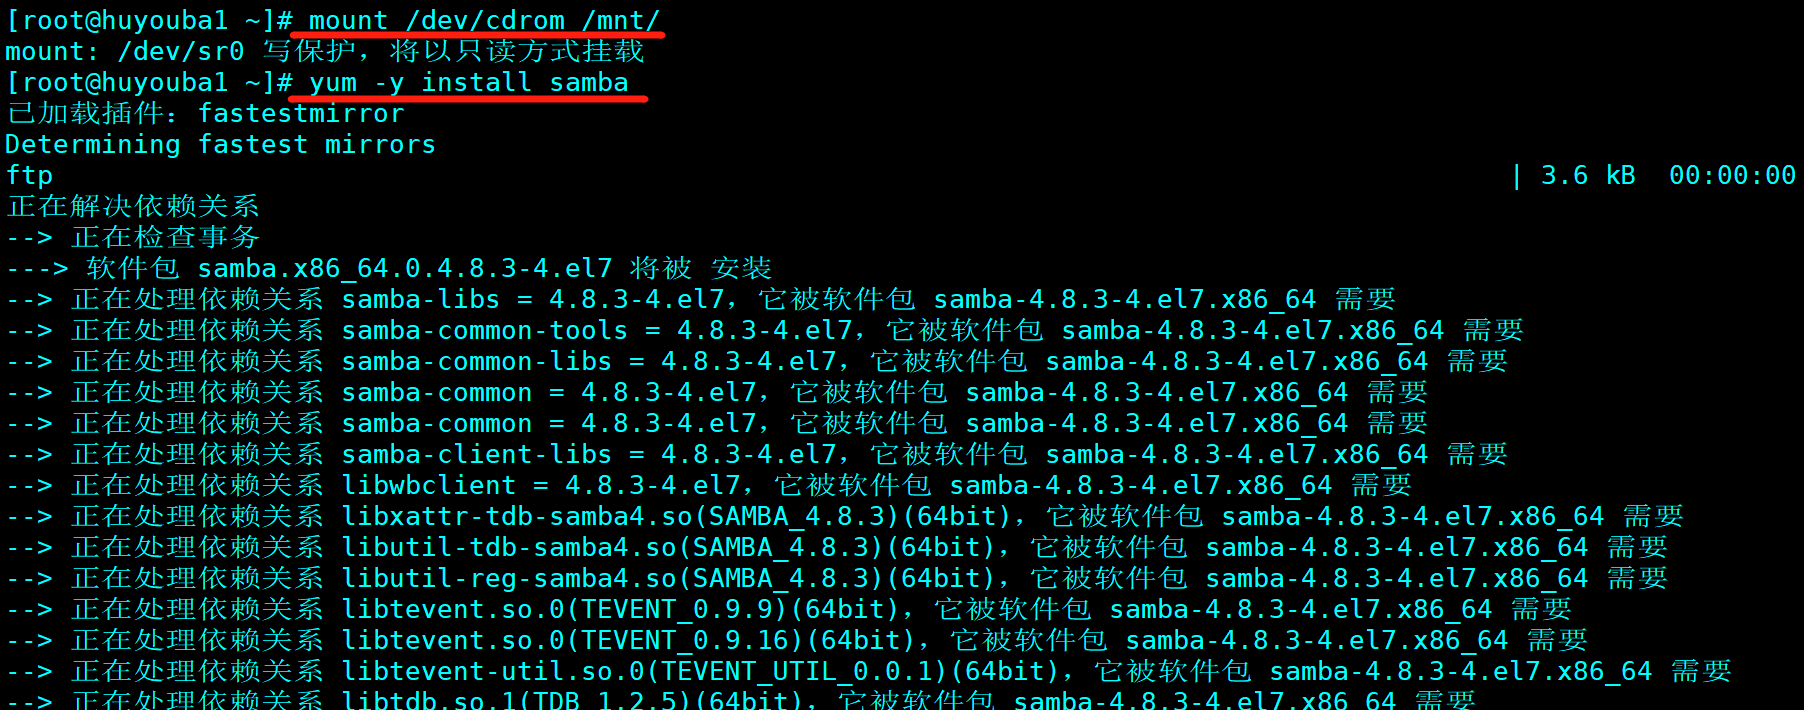 [root@huyouba1 ~]# mount /dev/cdrom /mnt/
mount: /dev/sr0 写保护，将以只读方式挂载
[root@huyouba1 ~]# yum -y install samba
已加载插件：fastestmirror
Determining fastest mirrors
ftp | 3.6 kB 00:00:00
正在解决依赖关系
--> 正在检查事务
---> 软件包 samba.x86_64.0.4.8.3-4.el7 将被 安装
--> 正在处理依赖关系 samba-libs = 4.8.3-4.el7，它被软件包 samba-4.8.3-4.el7.x86_64 需要
--> 正在处理依赖关系 samba-common-tools = 4.8.3-4.el7，它被软件包 samba-4.8.3-4.el7.x86_64 需要
--> 正在处理依赖关系 samba-common-libs = 4.8.3-4.el7，它被软件包 samba-4.8.3-4.el7.x86_64 需要
--> 正在处理依赖关系 samba-common = 4.8.3-4.el7，它被软件包 samba-4.8.3-4.el7.x86_64 需要
--> 正在处理依赖关系 samba-common = 4.8.3-4.el7，它被软件包 samba-4.8.3-4.el7.x86_64 需要
--> 正在处理依赖关系 samba-client-libs = 4.8.3-4.el7，它被软件包 samba-4.8.3-4.el7.x86_64 需要
--> 正在处理依赖关系 libwbclient = 4.8.3-4.el7，它被软件包 samba-4.8.3-4.el7.x86_64 需要
--> 正在处理依赖关系 libxattr-tdb-samba4.so(SAMBA_4.8.3)(64bit)，它被软件包 samba-4.8.3-4.el7.x86_64 需要
--> 正在处理依赖关系 libutil-tdb-samba4.so(SAMBA_4.8.3)(64bit)，它被软件包 samba-4.8.3-4.el7.x86_64 需要
--> 正在处理依赖关系 libutil-reg-samba4.so(SAMBA_4.8.3)(64bit)，它被软件包 samba-4.8.3-4.el7.x86_64 需要
--> 正在处理依赖关系 libtevent.so.0(TEVENT_0.9.9)(64bit)，它被软件包 samba-4.8.3-4.el7.x86_64 需要
--> 正在处理依赖关系 libtevent.so.0(TEVENT_0.9.16)(64bit)，它被软件包 samba-4.8.3-4.el7.x86_64 需要
--> 正在处理依赖关系 libtevent-util.so.0(TEVENT_UTIL_0.0.1)(64bit)，它被软件包 samba-4.8.3-4.el7.x86_64 需要
--> 正在处理依赖关系 libtdb.so.1(TDB_1.2.5)(64bit)，它被软件包 samba-4.8.3-4.el7.x86_64 需要